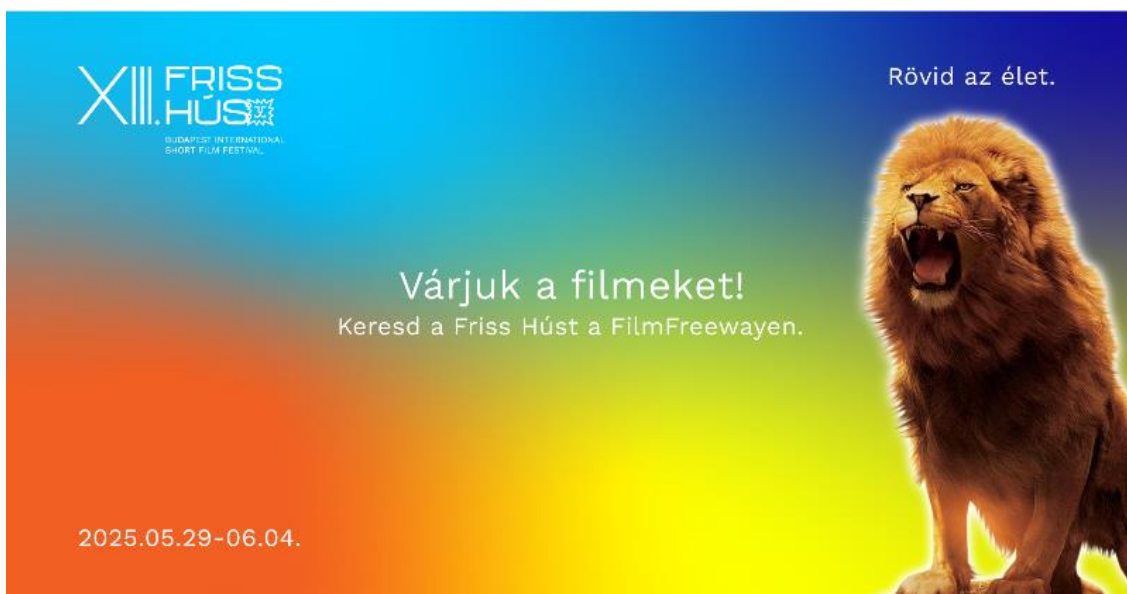 XIII. FRISS
HÚS
BUDAPEST INTERNATIONAL
SHORT FILM FESTIVAL
Rövid az élet.
Várjuk a filmeket!
Keresd a Friss Húst a FilmFreewayen.
2025.05.29-06.04.